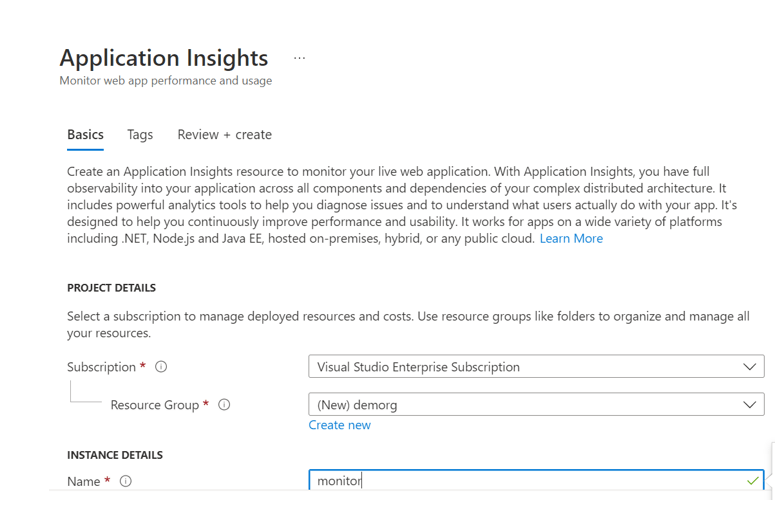 Application Insights ...
Monitor web app performance and usage
Basics Tags Review + create
Create an Application Insights resource to monitor your live web application. With Application Insights, you have full
observability into your application across all components and dependencies of your complex distributed architecture. It
includes powerful analytics tools to help you diagnose issues and to understand what users actually do with your app. It's
designed to help you continuously improve performance and usability. It works for apps on a wide variety of platforms
including .NET, Node.js and Java EE, hosted on-premises, hybrid, or any public cloud. Learn More
PROJECT DETAILS
Select a subscription to manage deployed resources and costs. Use resource groups like folders to organize and manage all
your resources.
Subscription * Visual Studio Enterprise Subscription
Resource Group * (New) demorg
Create new
INSTANCE DETAILS
Name * monitor